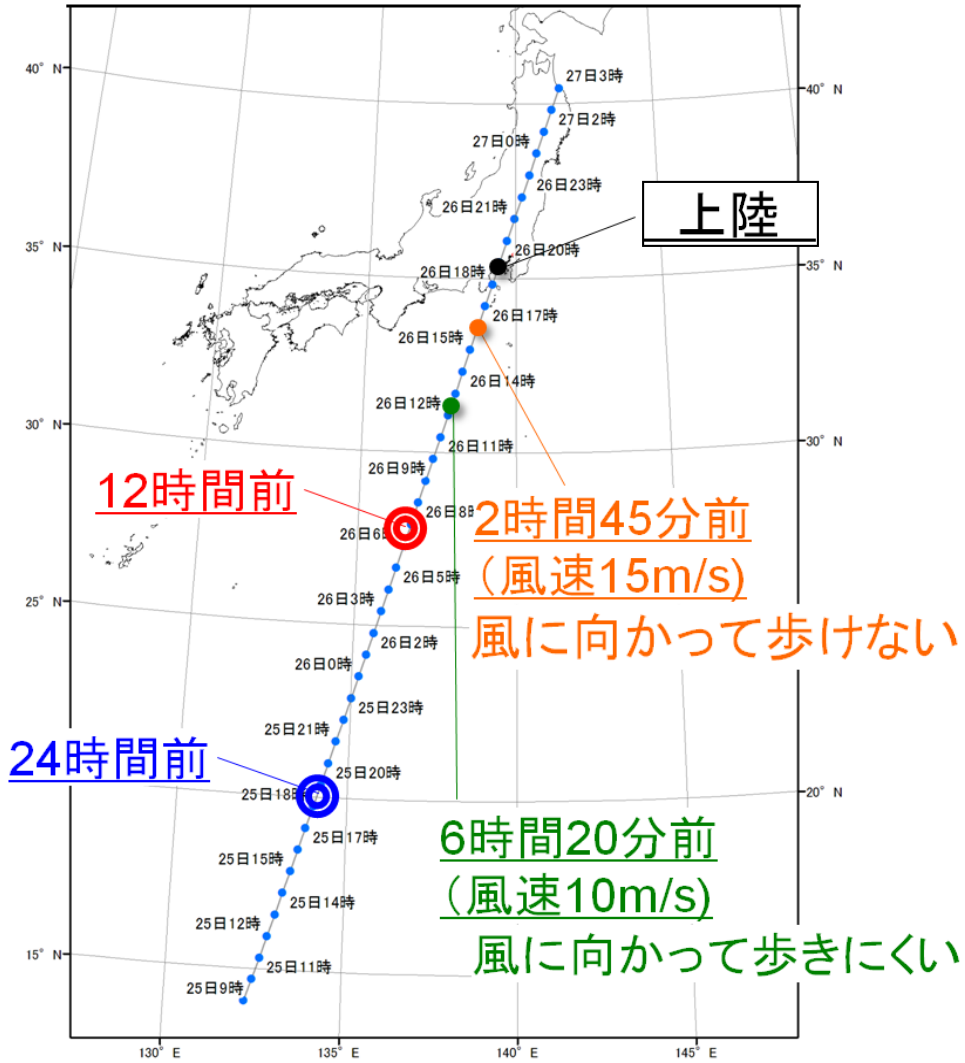 40° N
27日3時
40° N
27日2時
27日0時
26日23時
26日21時
上陸
35° N
26日20時
35° N
26日18時
26日17時
26日15時
26日14時
26日12時
30° N
30° N
26日11時
26日9時
12時間前
26日8時
2時間45分前
26日6時
(風速15m/s)
26日5時
風に向かって歩けない
25° N
26日3時
26日2時
26日0時
25日23時
25日21時
24時間前
25日20時
25日18時
20° N
25日17時
6時間20分前
25日15時
(風速10m/s)
25日14時
25日12時
風に向かって歩きにくい
15° N
25日11時
25日9時
130° E
135° E
140° E
145° E